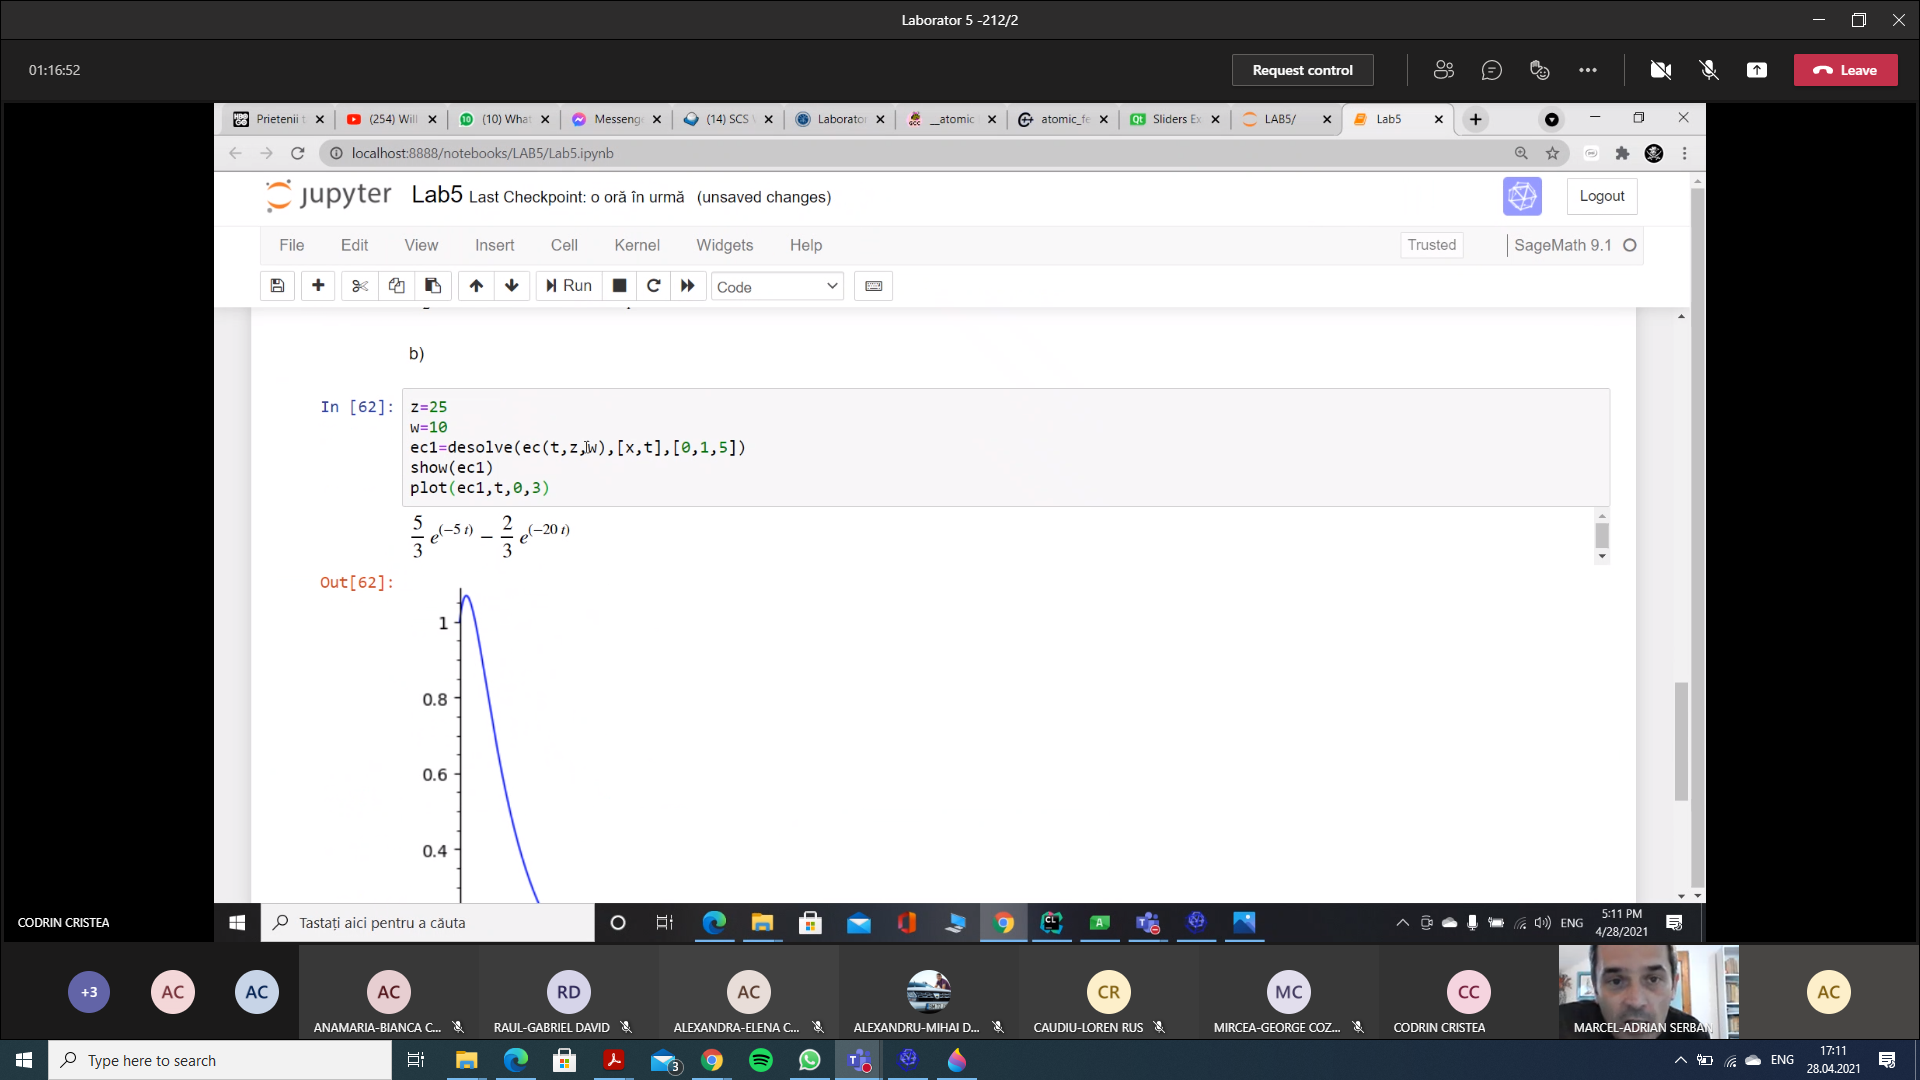 Laborator 5 -212/2
01:16:52
Request control
Leave
Prietenii t
(254) Will
(10) What
Messeng
(14) SCS
Laborator
__atomic
atomic_fe
Sliders Ex
LAB5/
Lab5
localhost:8888/notebooks/LAB5/Lab5.ipynb
jupyter
Lab5 Last Checkpoint: o oră în urmă (unsaved changes)
Logout
File Edit View Insert Cell Kernel Widgets Help
Trusted
SageMath 9.1
Run
Code
b)
In [62]:
z=25
w=10
ec1=desolve(ec(t,z,w),[x,t],[0,1,5])
show(ec1)
plot(ec1,t,0,3)
5/3 e^(−5 t) − 2/3 e^(−20 t)
Out[62]:
1
0.8
0.6
0.4
CODRIN CRISTEA
Tastați aici pentru a căuta
ENG
5:11 PM
4/28/2021
+3
AC
AC
AC
RD
AC
CR
MC
CC
AC
ANAMARIA-BIANCA C...
RAUL-GABRIEL DAVID
ALEXANDRA-ELENA C...
ALEXANDRU-MIHAI D...
CAUDIU-LOREN RUS
MIRCEA-GEORGE COZ...
CODRIN CRISTEA
MARCEL-ADRIAN SERBAN
Type here to search
3
ENG
17:11
28.04.2021